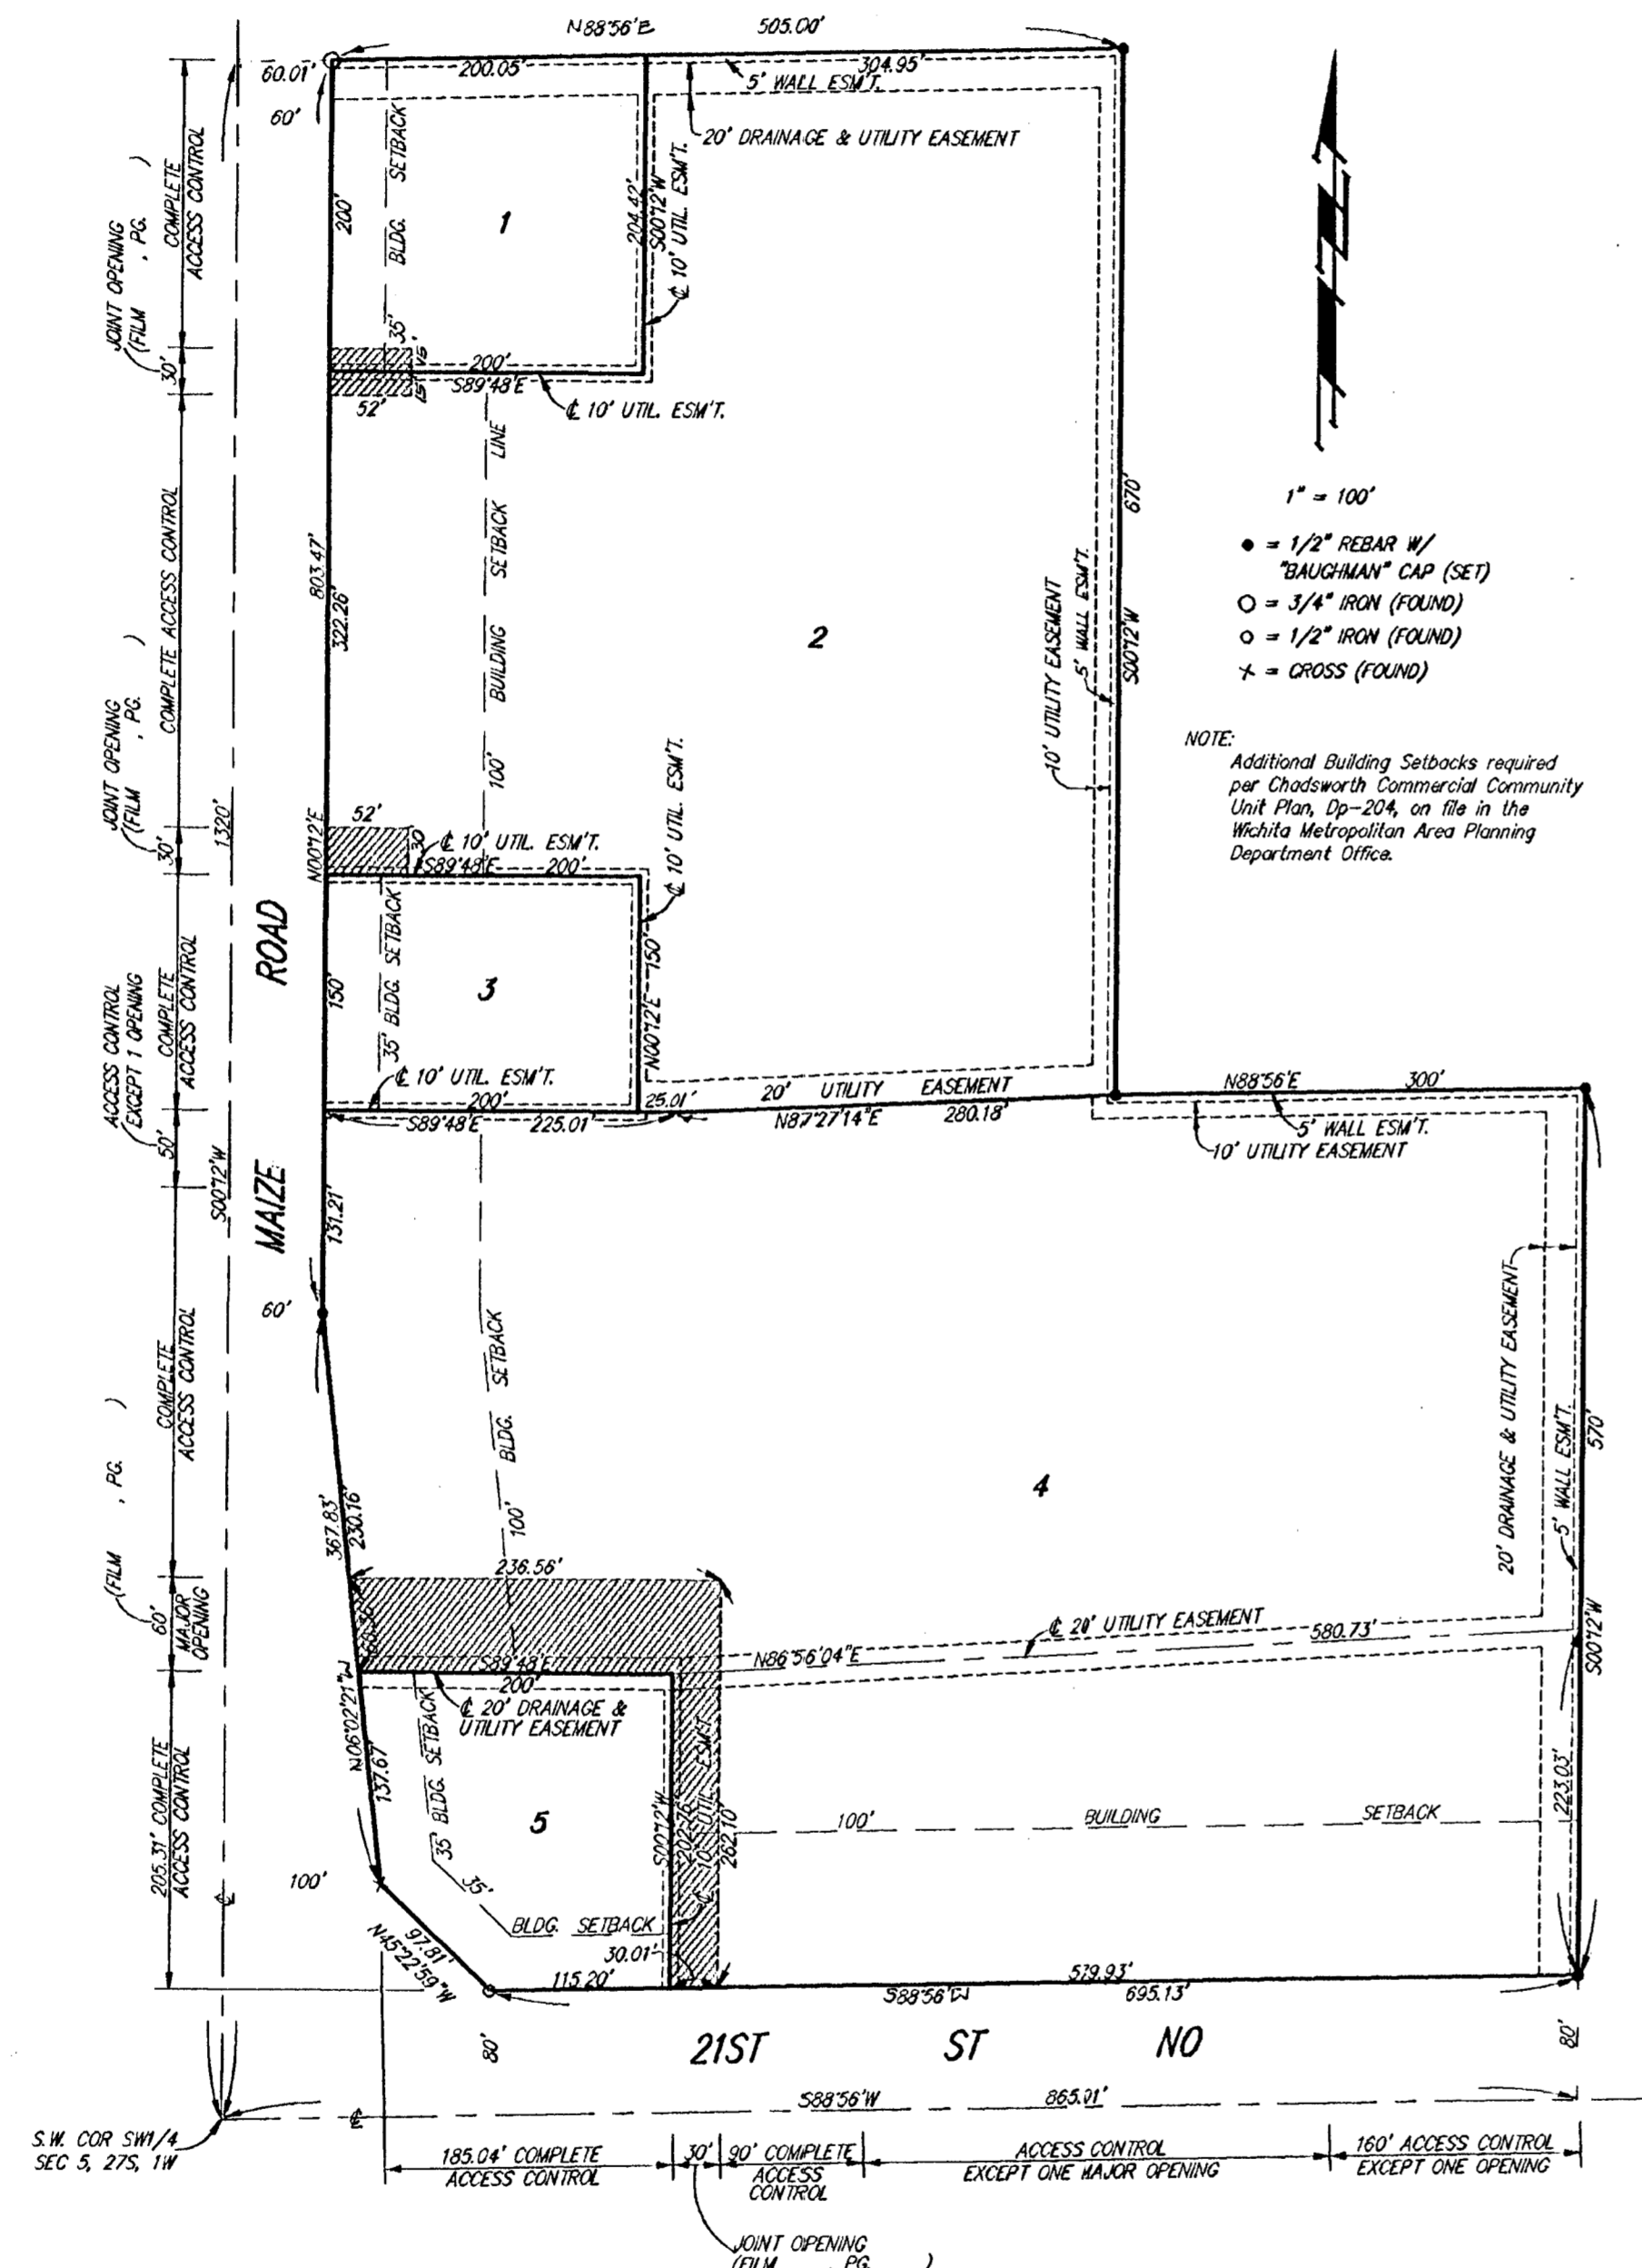 N88°56'E 505.00'
60.01'
200.05'
304.95'
5' WALL ESM'T.
60'
20' DRAINAGE & UTILITY EASEMENT
COMPLETE
ACCESS CONTROL
200'
BLDG. SETBACK
35'
1
204.42'
S00°12'W
℄ 10' UTIL. ESM'T.
JOINT OPENING
(FILM , PG. )
30'
15'
200'
S89°48'E
15'
52'
℄ 10' UTIL. ESM'T.
COMPLETE ACCESS CONTROL
803.47'
322.26'
100' BUILDING SETBACK LINE
2
670'
S00°12'W
5' WALL ESM'T.
10' UTILITY EASEMENT
1" = 100'
● = 1/2" REBAR W/
"BAUGHMAN" CAP (SET)
O = 3/4" IRON (FOUND)
o = 1/2" IRON (FOUND)
+ = CROSS (FOUND)
NOTE:
Additional Building Setbacks required
per Chadsworth Commercial Community
Unit Plan, Dp-204, on file in the
Wichita Metropolitan Area Planning
Department Office.
JOINT OPENING
(FILM , PG. )
30'
1320'
N00°12'E
52'
30'
℄ 10' UTIL. ESM'T.
S89°48'E 200'
℄ 10' UTIL. ESM'T.
MAIZE ROAD
COMPLETE
ACCESS CONTROL
150'
35' BLDG. SETBACK
3
N00°12'E 150'
℄ 10' UTIL. ESM'T.
200'
25.01'
S89°48'E 225.01'
20' UTILITY EASEMENT
N87°27'14"E 280.18'
N88°56'E 300'
5' WALL ESM'T.
10' UTILITY EASEMENT
ACCESS CONTROL
EXCEPT 1 OPENING
50'
S00°12'W
131.21'
60'
COMPLETE
ACCESS CONTROL
100' BLDG. SETBACK
367.83'
230.16'
4
20' DRAINAGE & UTILITY EASEMENT
5' WALL ESM'T.
570'
S00°12'W
(FILM , PG. )
60'
MAJOR
OPENING
236.56'
S89°48'E
200'
N86°56'04"E
℄ 20' UTILITY EASEMENT
580.73'
℄ 20' DRAINAGE &
UTILITY EASEMENT
205.31' COMPLETE
ACCESS CONTROL
N06°02'21"W
137.67'
35' BLDG. SETBACK
35'
BLDG. SETBACK
5
S00°12'W
10' UTIL. ESM'T.
262.10'
100' BUILDING SETBACK
223.03'
100'
97.81'
N45°22'59"W
30.01'
115.20'
579.93'
S88°56'W 695.13'
80'
21ST ST NO
80'
℄
℄
S88°56'W 865.01'
S.W. COR SW1/4
SEC 5, 27S, 1W
185.04' COMPLETE
ACCESS CONTROL
30'
90' COMPLETE
ACCESS
CONTROL
ACCESS CONTROL
EXCEPT ONE MAJOR OPENING
160' ACCESS CONTROL
EXCEPT ONE OPENING
JOINT OPENING
(FILM , PG. )